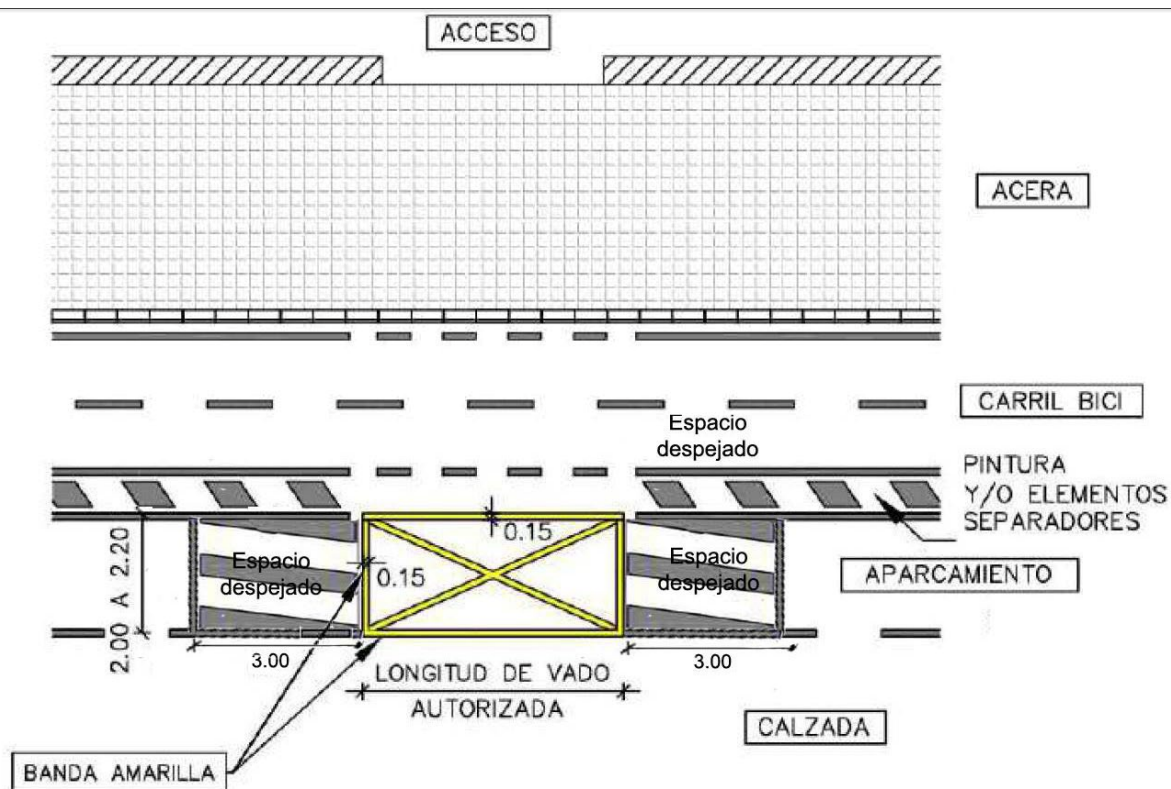 ACCESO
ACERA
CARRIL BICI
Espacio
despejado
PINTURA
Y/O ELEMENTOS
SEPARADORES
2.00 A 2.20
Espacio
despejado
0.15
0.15
Espacio
despejado
APARCAMIENTO
3.00
3.00
LONGITUD DE VADO
AUTORIZADA
CALZADA
BANDA AMARILLA